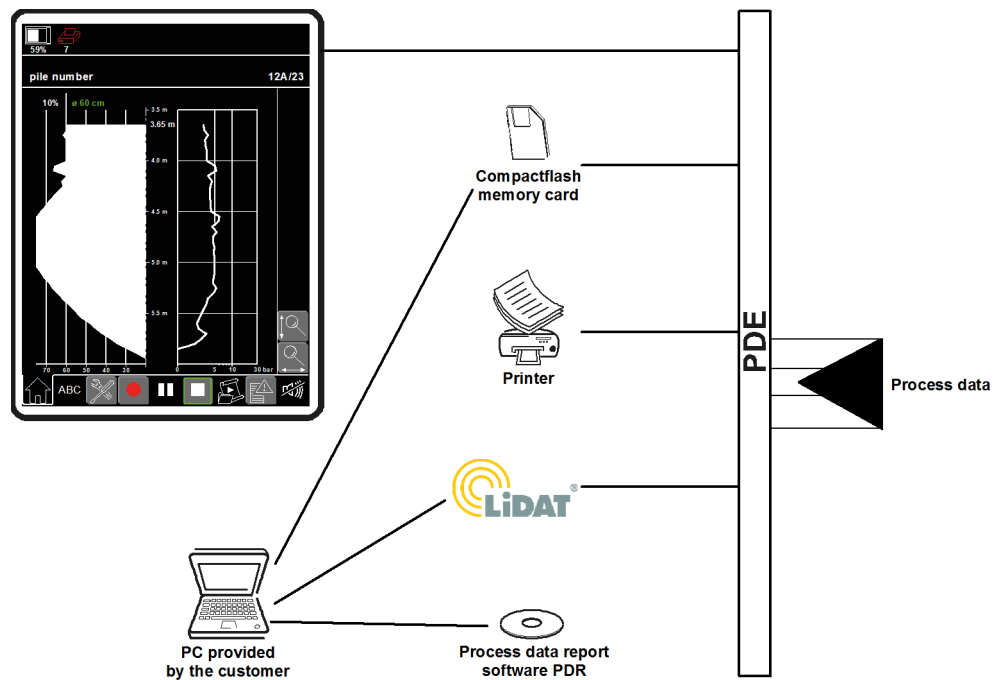 59% 7
pile number 12A/23
10% ø 60 cm 3.5 m
3.65 m
4.0 m
4.5 m
5.0 m
5.5 m
70 60 50 40 30 0 5 10 30 bar
ABC
Compactflash
memory card
Printer
PDE
Process data
LiDAT®
PC provided
by the customer
Process data report
software PDR